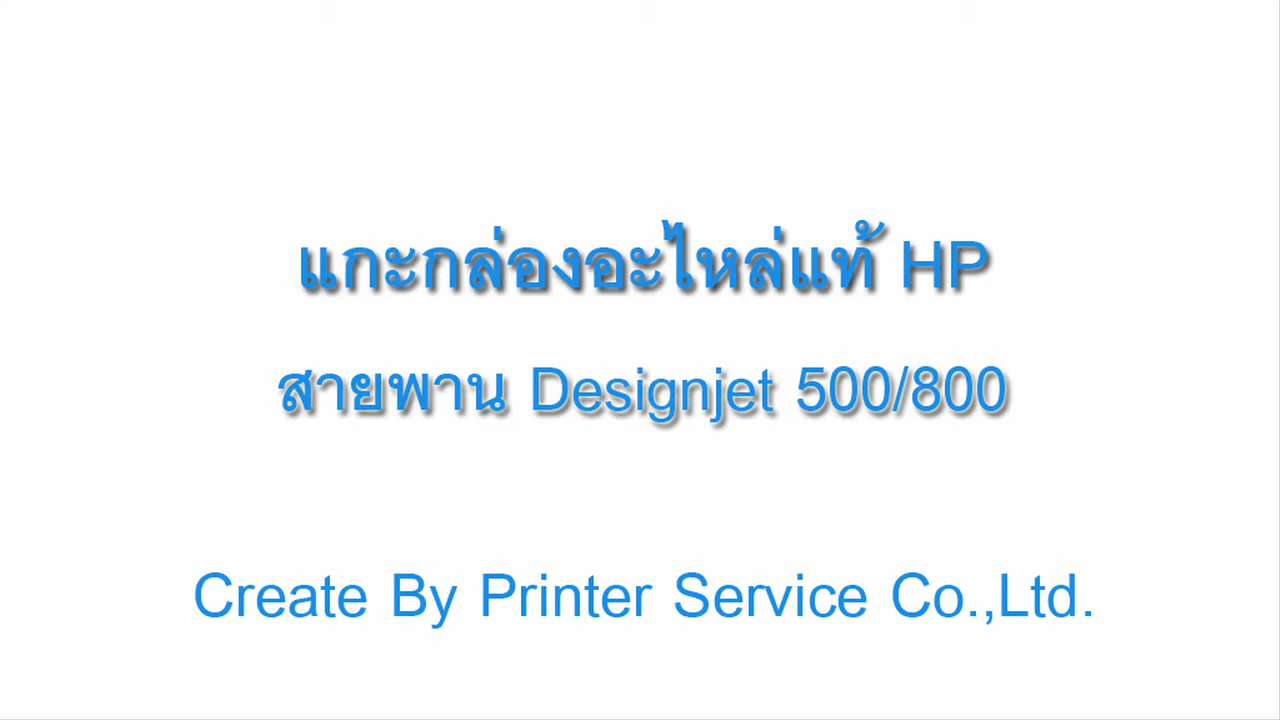 แกะกล่องอะไหล่แท้ HP
สายพาน Designjet 500/800
Create By Printer Service Co.,Ltd.